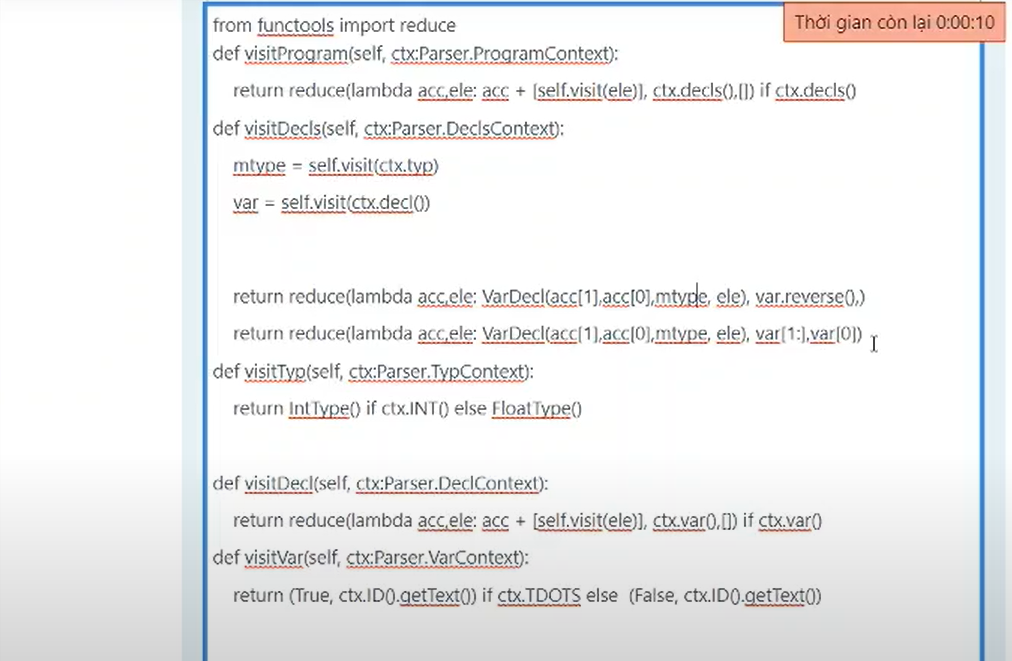 from functools import reduce
Thời gian còn lại 0:00:10
def visitProgram(self, ctx:Parser.ProgramContext):
return reduce(lambda acc,ele: acc + [self.visit(ele)], ctx.decls(),[]) if ctx.decls()
def visitDecls(self, ctx:Parser.DeclsContext):
mtype = self.visit(ctx.typ)
var = self.visit(ctx.decl())
return reduce(lambda acc,ele: VarDecl(acc[1],acc[0],mtype, ele), var.reverse(),)
return reduce(lambda acc,ele: VarDecl(acc[1],acc[0],mtype, ele), var[1:],var[0])
def visitTyp(self, ctx:Parser.TypContext):
return IntType() if ctx.INT() else FloatType()
def visitDecl(self, ctx:Parser.DeclContext):
return reduce(lambda acc,ele: acc + [self.visit(ele)], ctx.var(),[]) if ctx.var()
def visitVar(self, ctx:Parser.VarContext):
return (True, ctx.ID().getText()) if ctx.TDOTS else  (False, ctx.ID().getText())